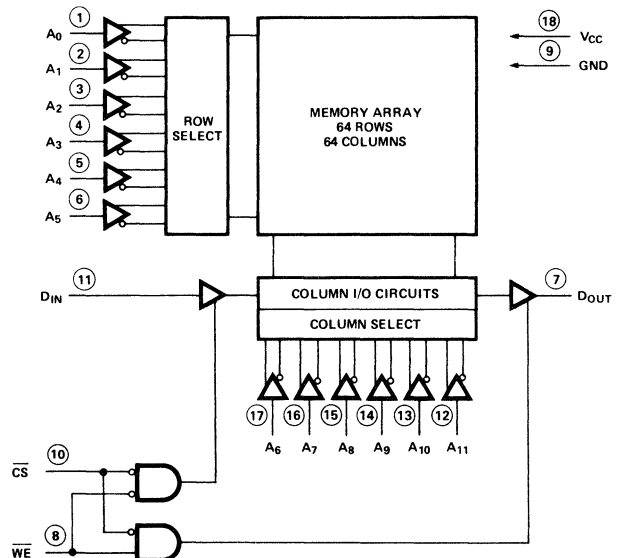 1
A0
2
A1
3
A2
4
A3
5
A4
6
A5
ROW
SELECT
MEMORY ARRAY
64 ROWS
64 COLUMNS
18
VCC
9
GND
11
DIN
COLUMN I/O CIRCUITS
COLUMN SELECT
7
DOUT
17 16 15 14 13 12
A6 A7 A8 A9 A10 A11
10
CS
8
WE